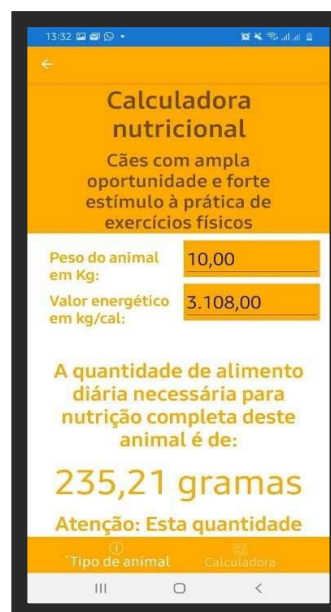 13:32
Calculadora
nutricional
Cães com ampla
oportunidade e forte
estímulo à prática de
exercícios físicos
Peso do animal
em Kg:
10,00
Valor energético
em kg/cal:
3.108,00
A quantidade de alimento
diária necessária para
nutrição completa deste
animal é de:
235,21 gramas
Atenção: Esta quantidade
Tipo de animal
Calculadora